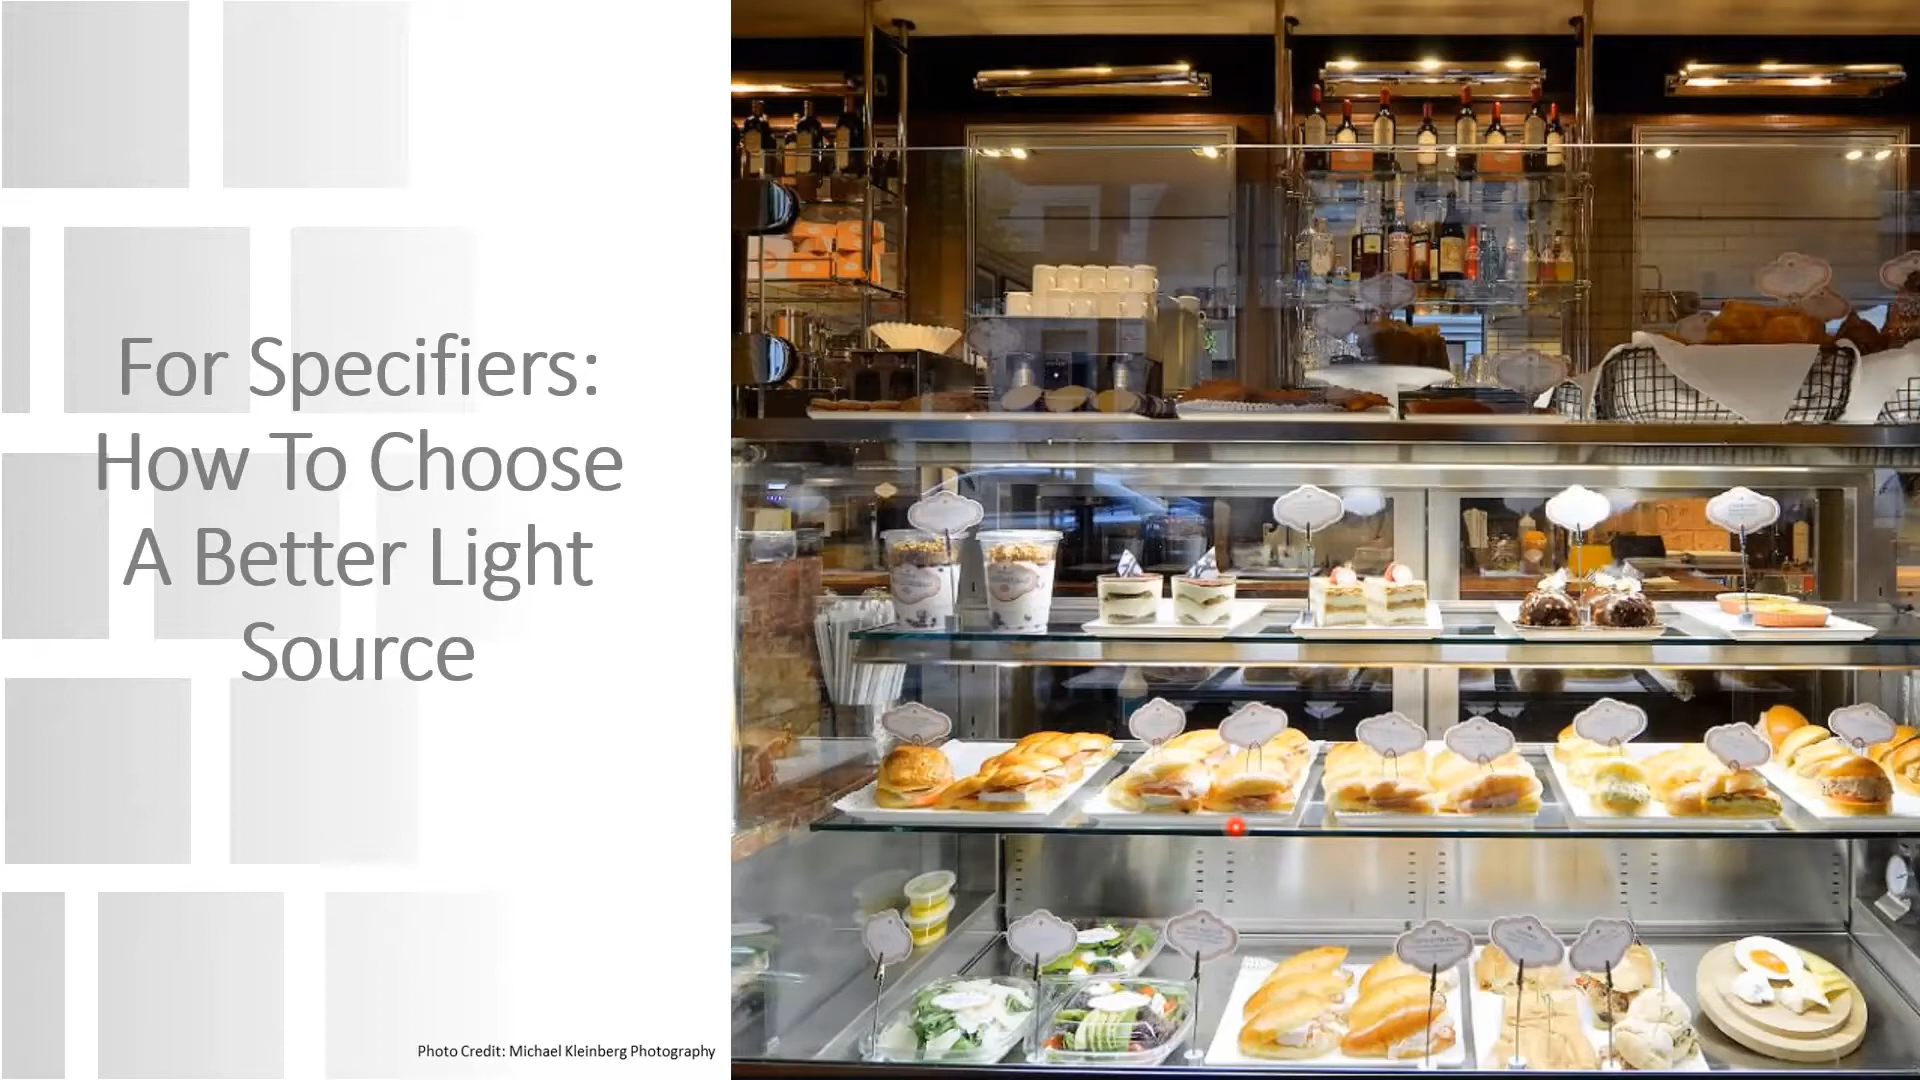 For Specifiers:
How To Choose
A Better Light
Source
Photo Credit: Michael Kleinberg Photography